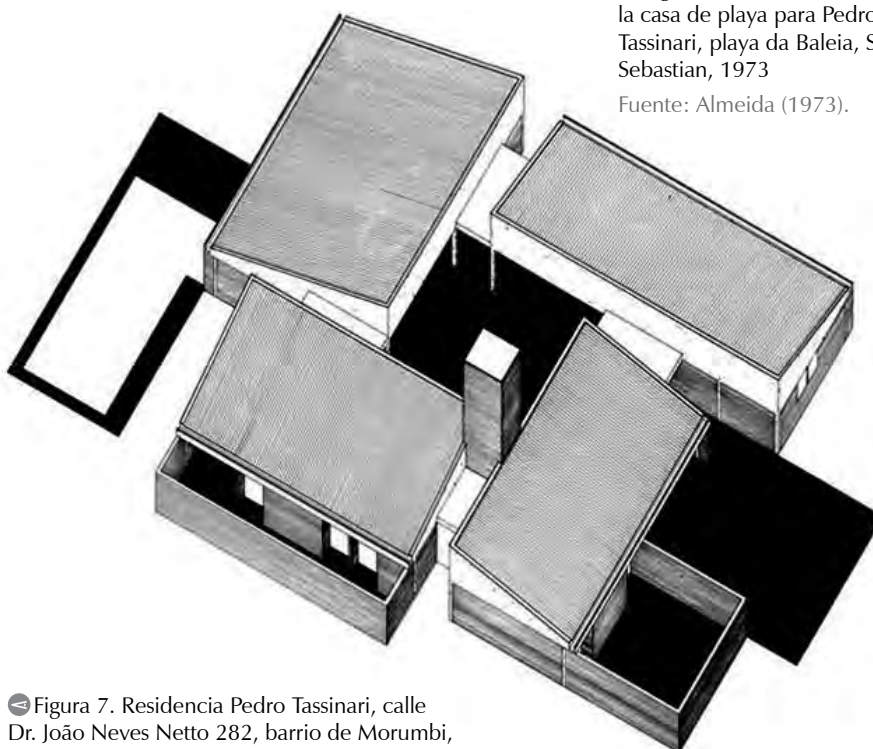 la casa de playa para Pedro
Tassinari, playa da Baleia, S
Sebastian, 1973
Fuente: Almeida (1973).
Figura 7. Residencia Pedro Tassinari, calle
Dr. João Neves Netto 282, barrio de Morumbi,